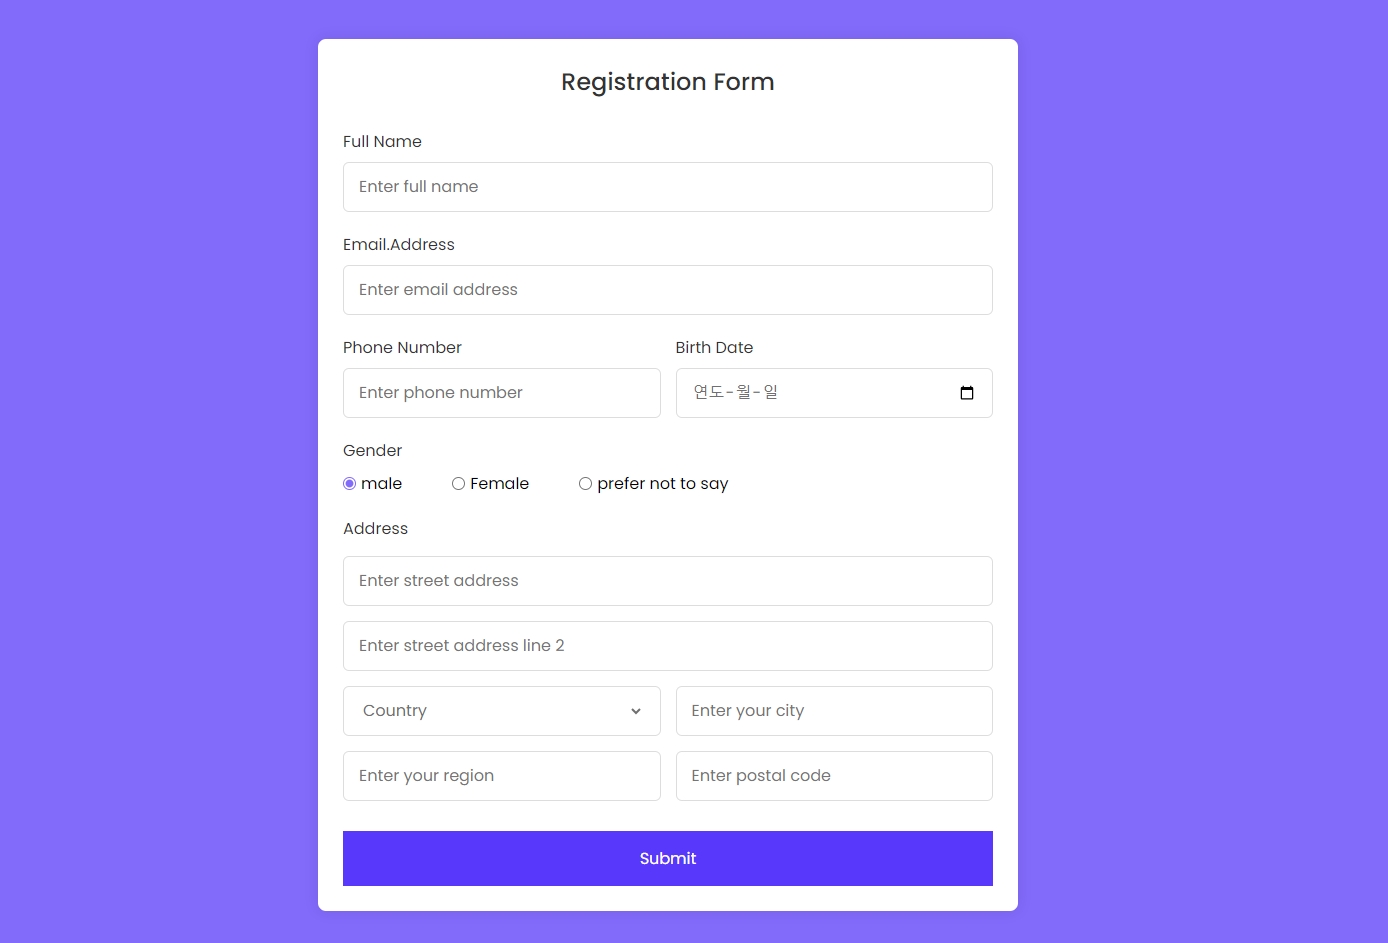 Registration Form
Full Name
Enter full name
Email.Address
Enter email address
Phone Number
Birth Date
Enter phone number
연도-월-일
Gender
male Female prefer not to say
Address
Enter street address
Enter street address line 2
Country
Enter your city
Enter your region
Enter postal code
Submit